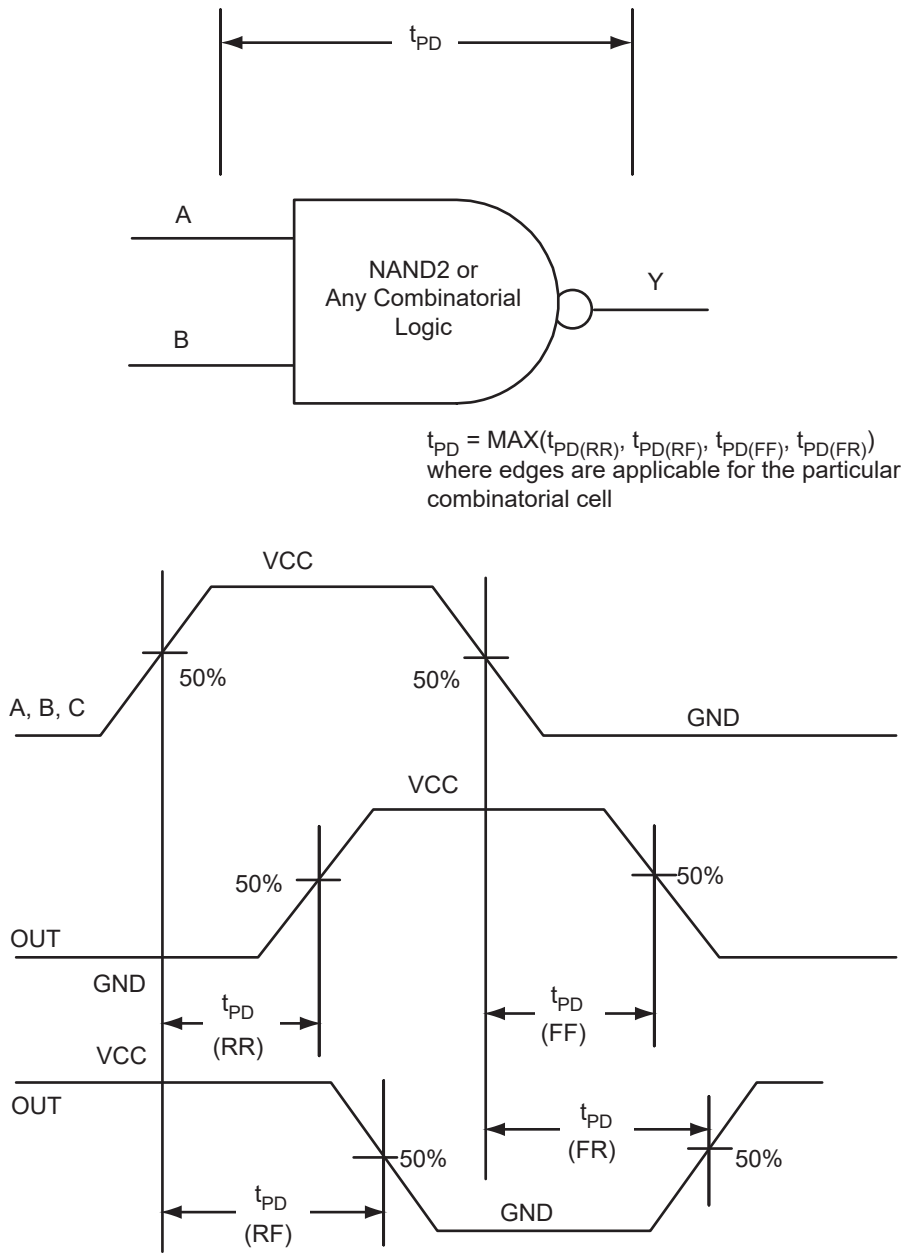 tPD
A
NAND2 or
Any Combinatorial
Logic
Y
B
tPD = MAX(tPD(RR), tPD(RF), tPD(FF), tPD(FR))
where edges are applicable for the particular
combinatorial cell
VCC
50%
50%
A, B, C
GND
VCC
50%
50%
OUT
GND
tPD
(RR)
tPD
(FF)
VCC
OUT
tPD
(FR)
50%
50%
tPD
(RF)
GND